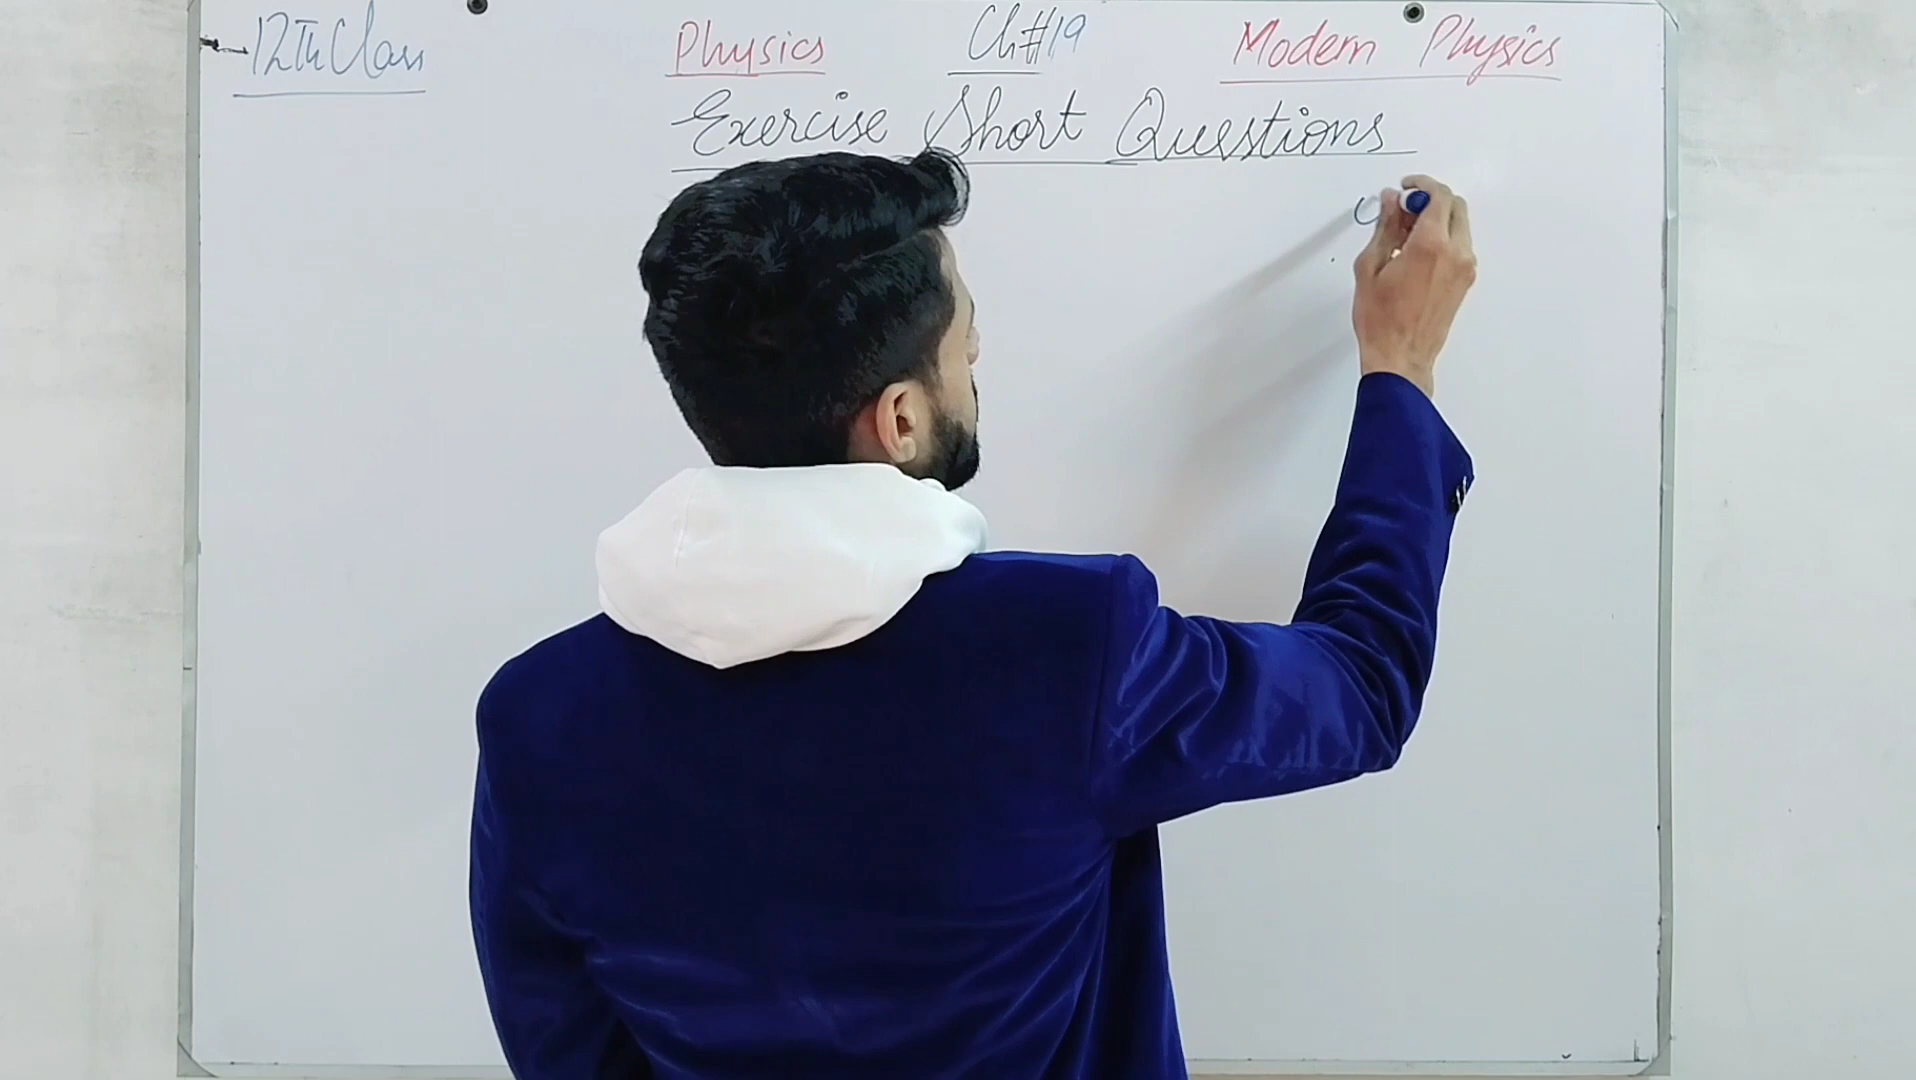 12Th Class Physics Ch#19 Modern Physics
Exercise Short Questions